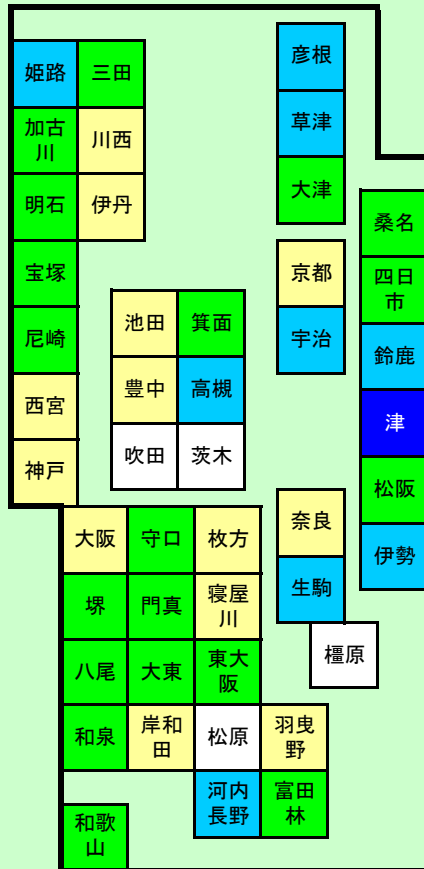 姫路
三田
加古
川
川西
明石
伊丹
宝塚
尼崎
西宮
神戸
彦根
草津
大津
京都
宇治
桑名
四日
市
鈴鹿
津
松阪
伊勢
池田
箕面
豊中
高槻
吹田
茨木
奈良
生駒
橿原
大阪
守口
枚方
堺
門真
寝屋
川
八尾
大東
東大
阪
和泉
岸和
田
松原
羽曳
野
河内
長野
富田
林
和歌
山